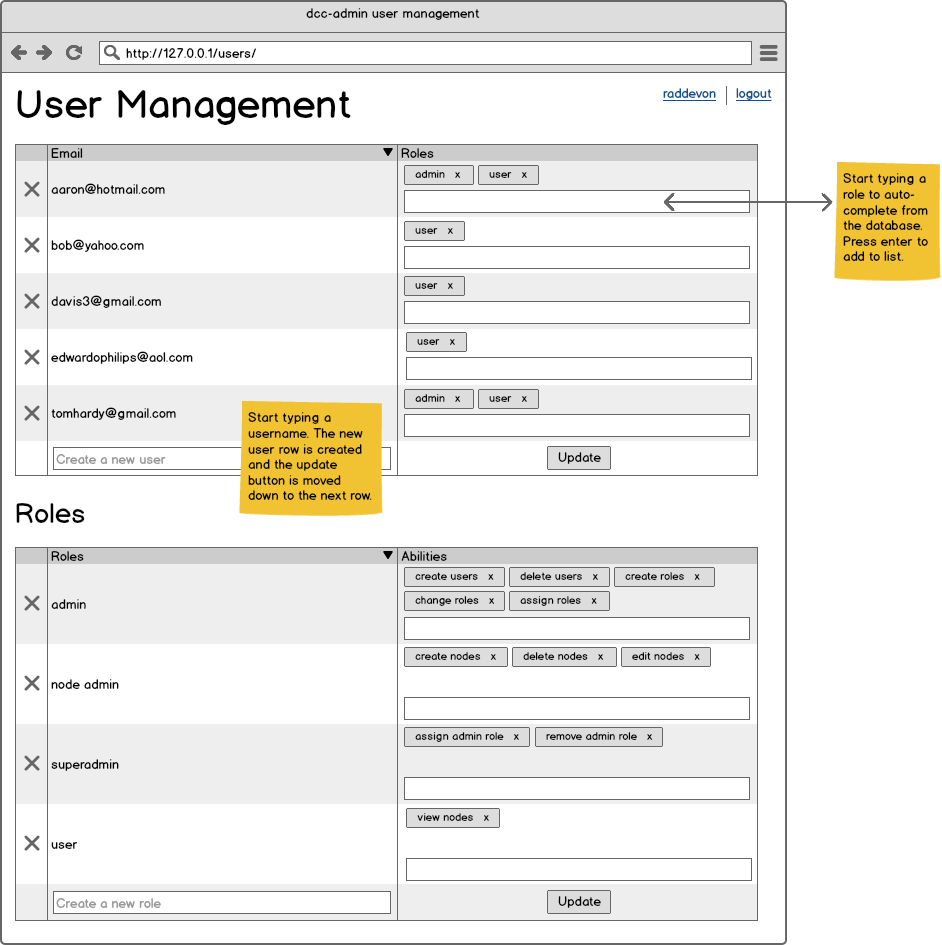 dcc-admin user management
http://127.0.0.1/users/
User Management
raddevon | logout
Email Roles
admin x user x
aaron@hotmail.com
user x
bob@yahoo.com
user x
davis3@gmail.com
user x
edwardophilips@aol.com
admin x user x
tomhardy@gmail.com
Create a new user Update
Start typing a
role to auto-
complete from
the database.
Press enter to
add to list.
Start typing a
username. The new
user row is created
and the update
button is moved
down to the next row.
Roles
Roles Abilities
create users x delete users x create roles x
change roles x assign roles x
admin
create nodes x delete nodes x edit nodes x
node admin
assign admin role x remove admin role x
superadmin
view nodes x
user
Create a new role Update